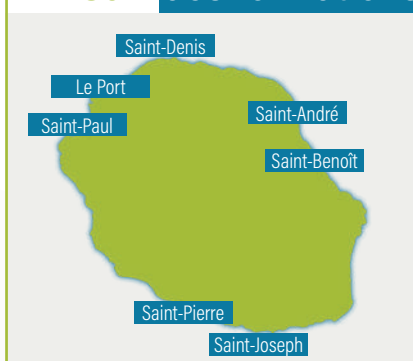 Saint-Denis
Le Port
Saint-André
Saint-Paul
Saint-Benoît
Saint-Pierre
Saint-Joseph